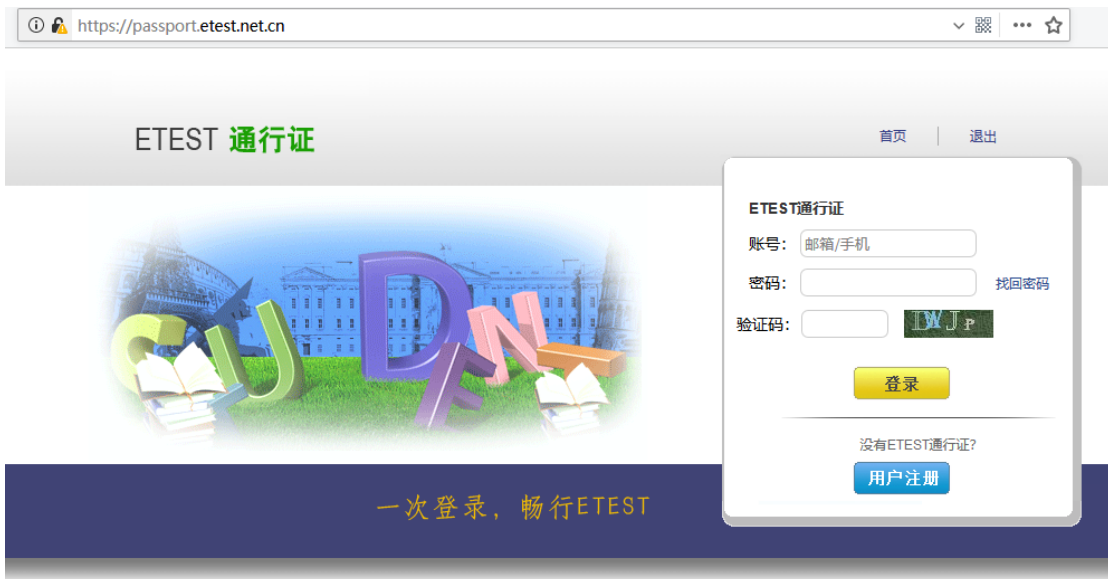 https://passport.etest.net.cn
ETEST 通行证
首页
退出
ETEST通行证
账号：
邮箱/手机
密码：
找回密码
验证码：
IWJP
登录
没有ETEST通行证?
用户注册
一次登录，畅行ETEST